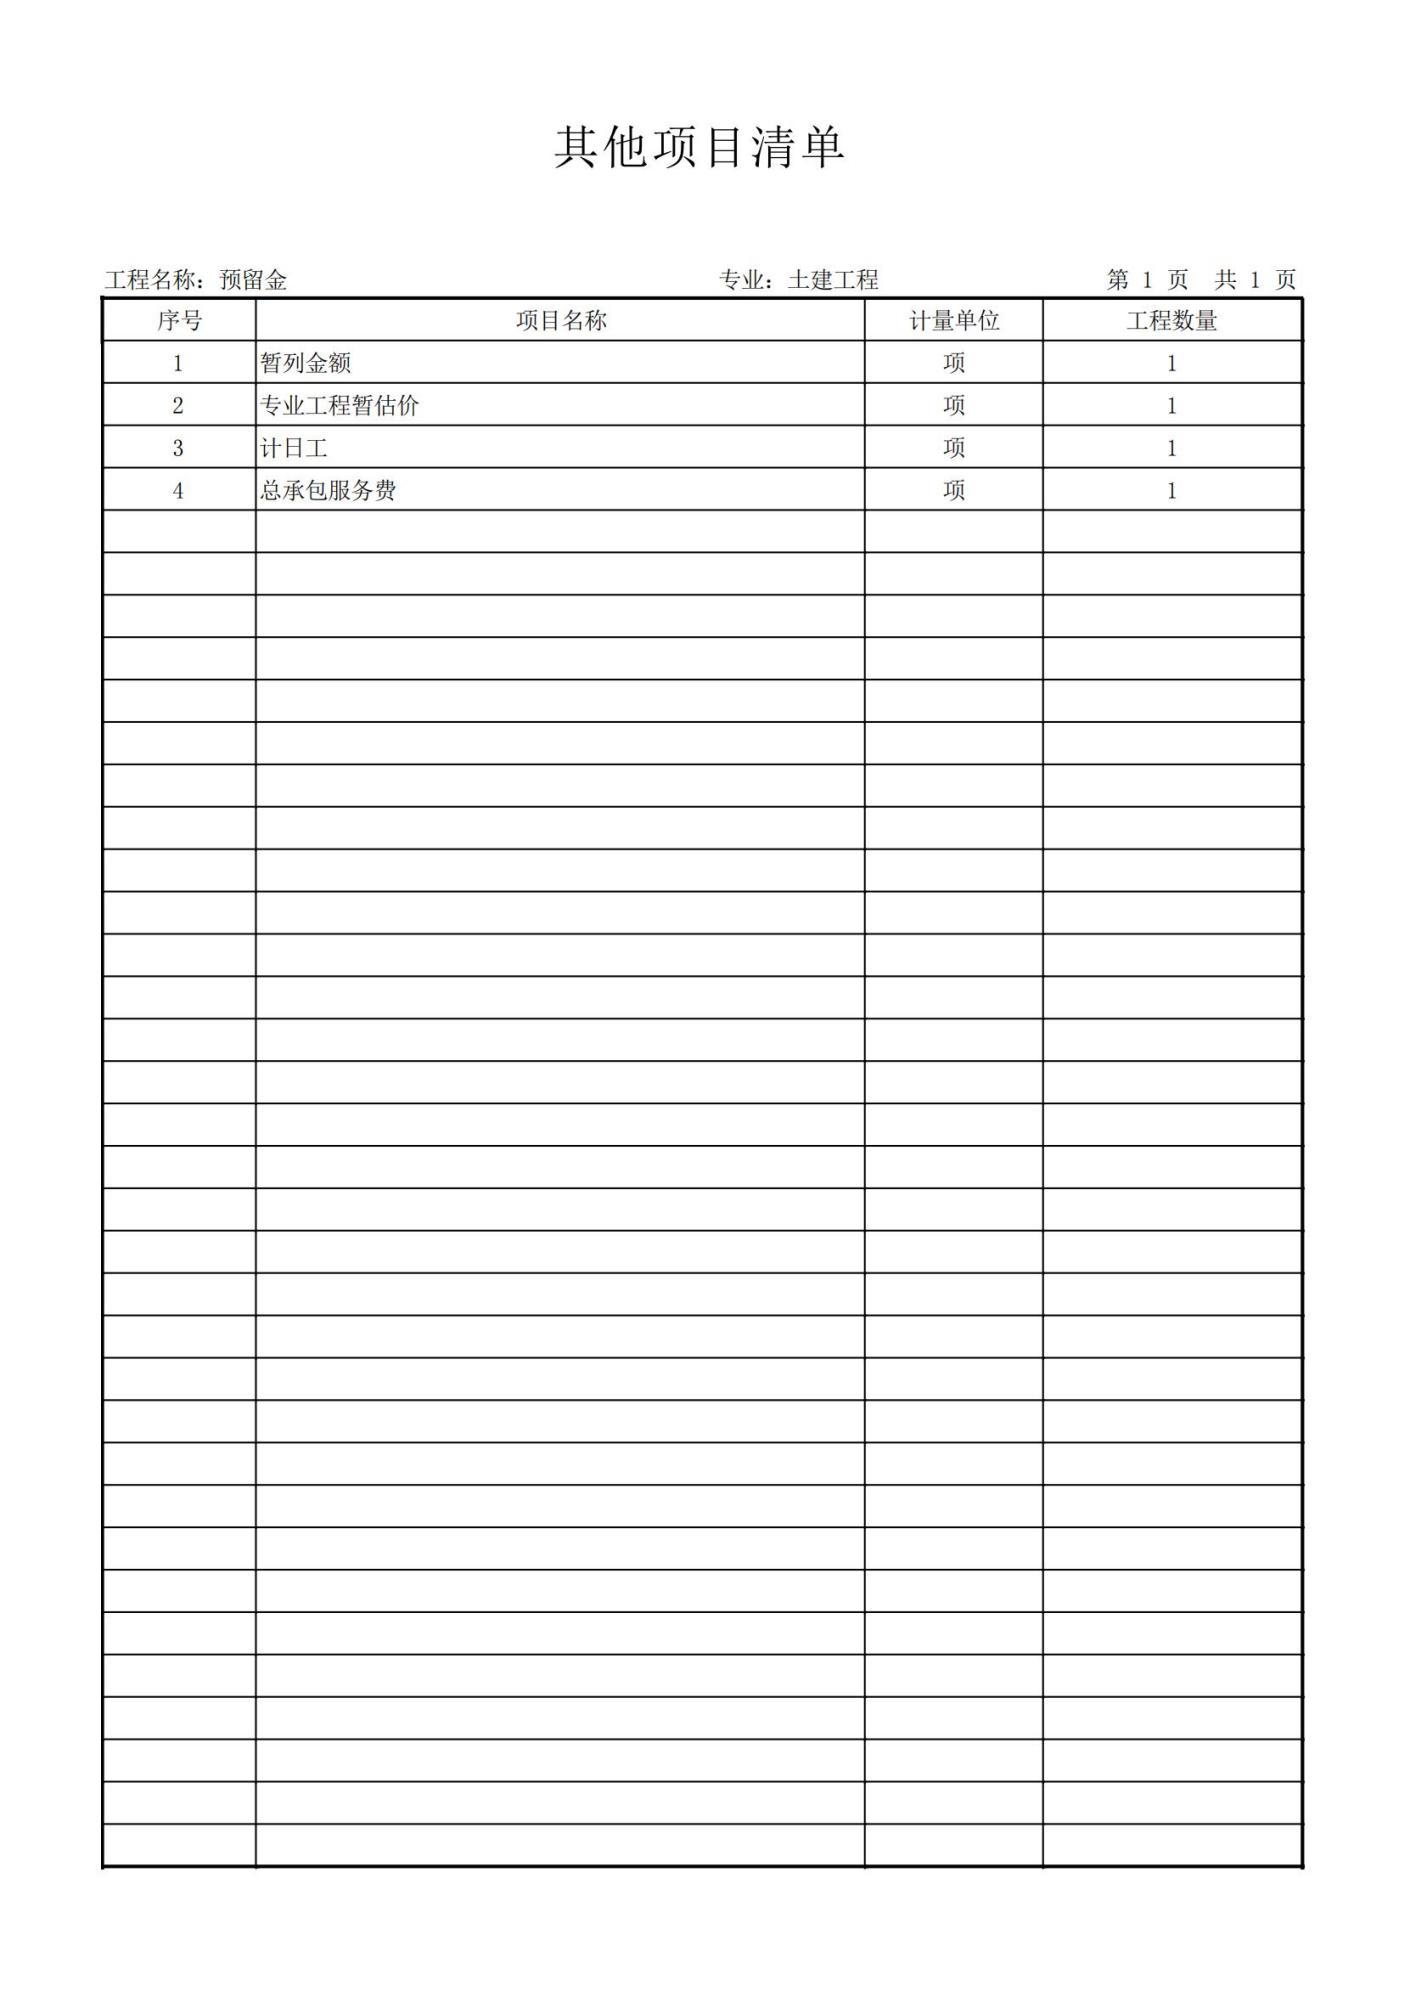 其他项目清单
工程名称：预留金 专业：土建工程 第 1 页 共 1 页
序号 项目名称 计量单位 工程数量
1 暂列金额 项 1
2 专业工程暂估价 项 1
3 计日工 项 1
4 总承包服务费 项 1